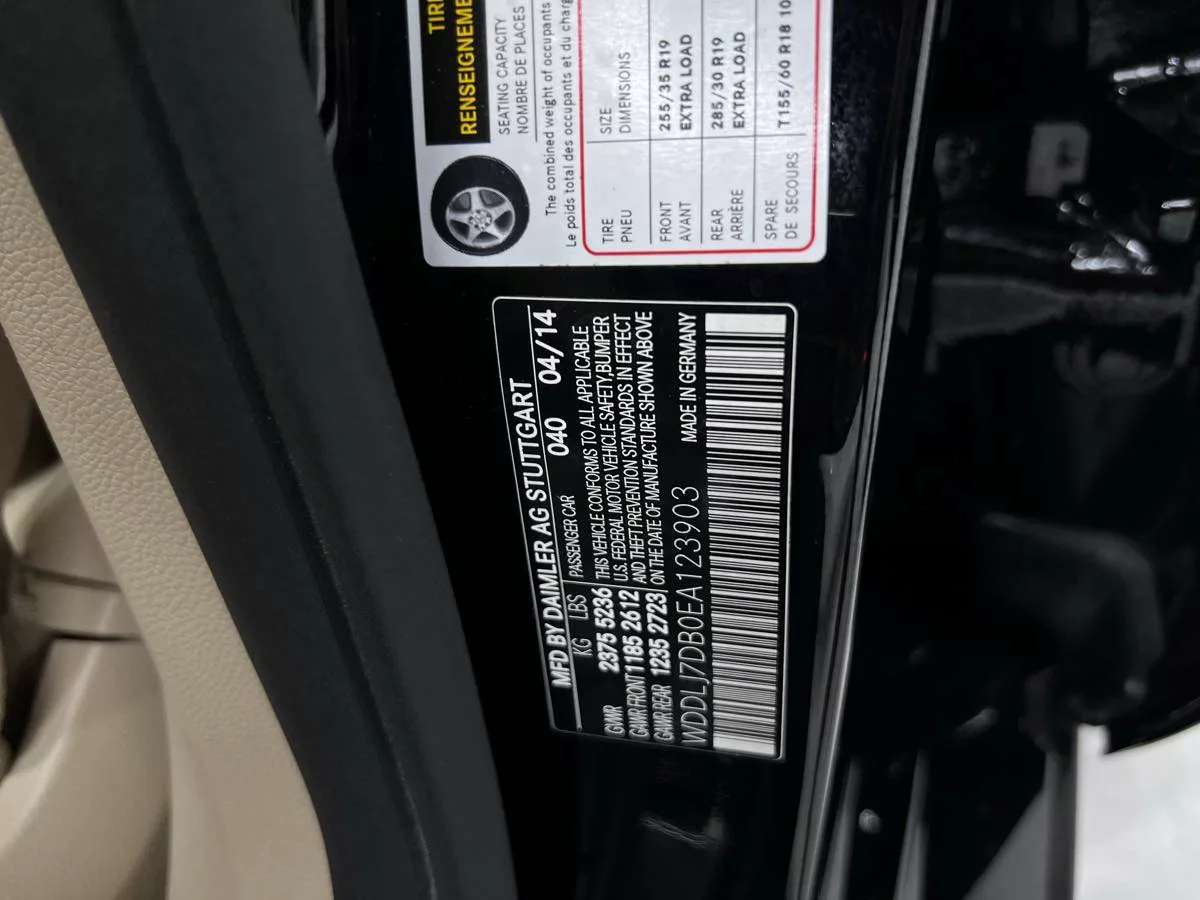 TIRE
RENSEIGNEME
SEATING CAPACITY
NOMBRE DE PLACES
The combined weight of occupants
Le poids total des occupants et du charg
TIRE SIZE
PNEU DIMENSIONS
FRONT 255/35 R19
AVANT EXTRA LOAD
REAR 285/30 R19
ARRIÈRE EXTRA LOAD
SPARE T155/60 R18 10
DE SECOURS
MFD BY DAIMLER AG STUTTGART
KG LBS PASSENGER CAR 040 04/14
GVWR 2375 5236 THIS VEHICLE CONFORMS TO ALL APPLICABLE
U.S. FEDERAL MOTOR VEHICLE SAFETY, BUMPER
GAWR FRONT 1185 2612 AND THEFT PREVENTION STANDARDS IN EFFECT
GAWR REAR 1235 2723 ON THE DATE OF MANUFACTURE SHOWN ABOVE
WDDLJ7DB0EA123903 MADE IN GERMANY